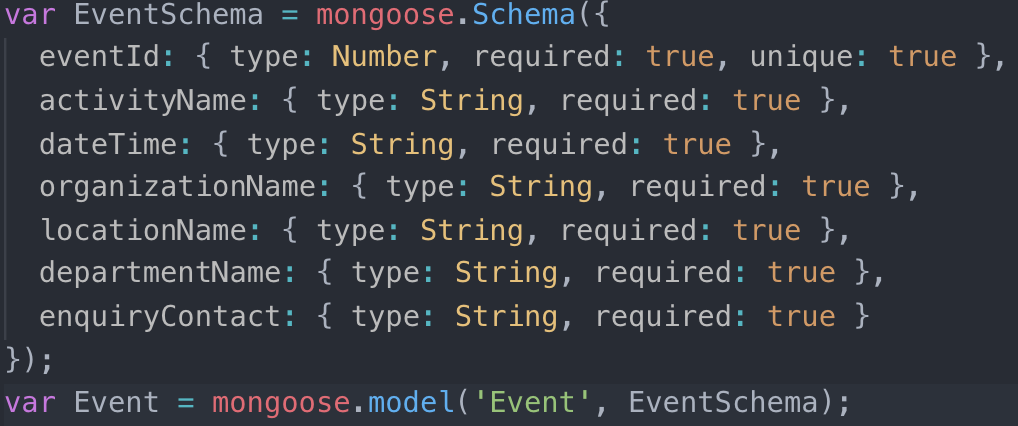 var EventSchema = mongoose.Schema({
  eventId: { type: Number, required: true, unique: true },
  activityName: { type: String, required: true },
  dateTime: { type: String, required: true },
  organizationName: { type: String, required: true },
  locationName: { type: String, required: true },
  departmentName: { type: String, required: true },
  enquiryContact: { type: String, required: true }
});
var Event = mongoose.model('Event', EventSchema);